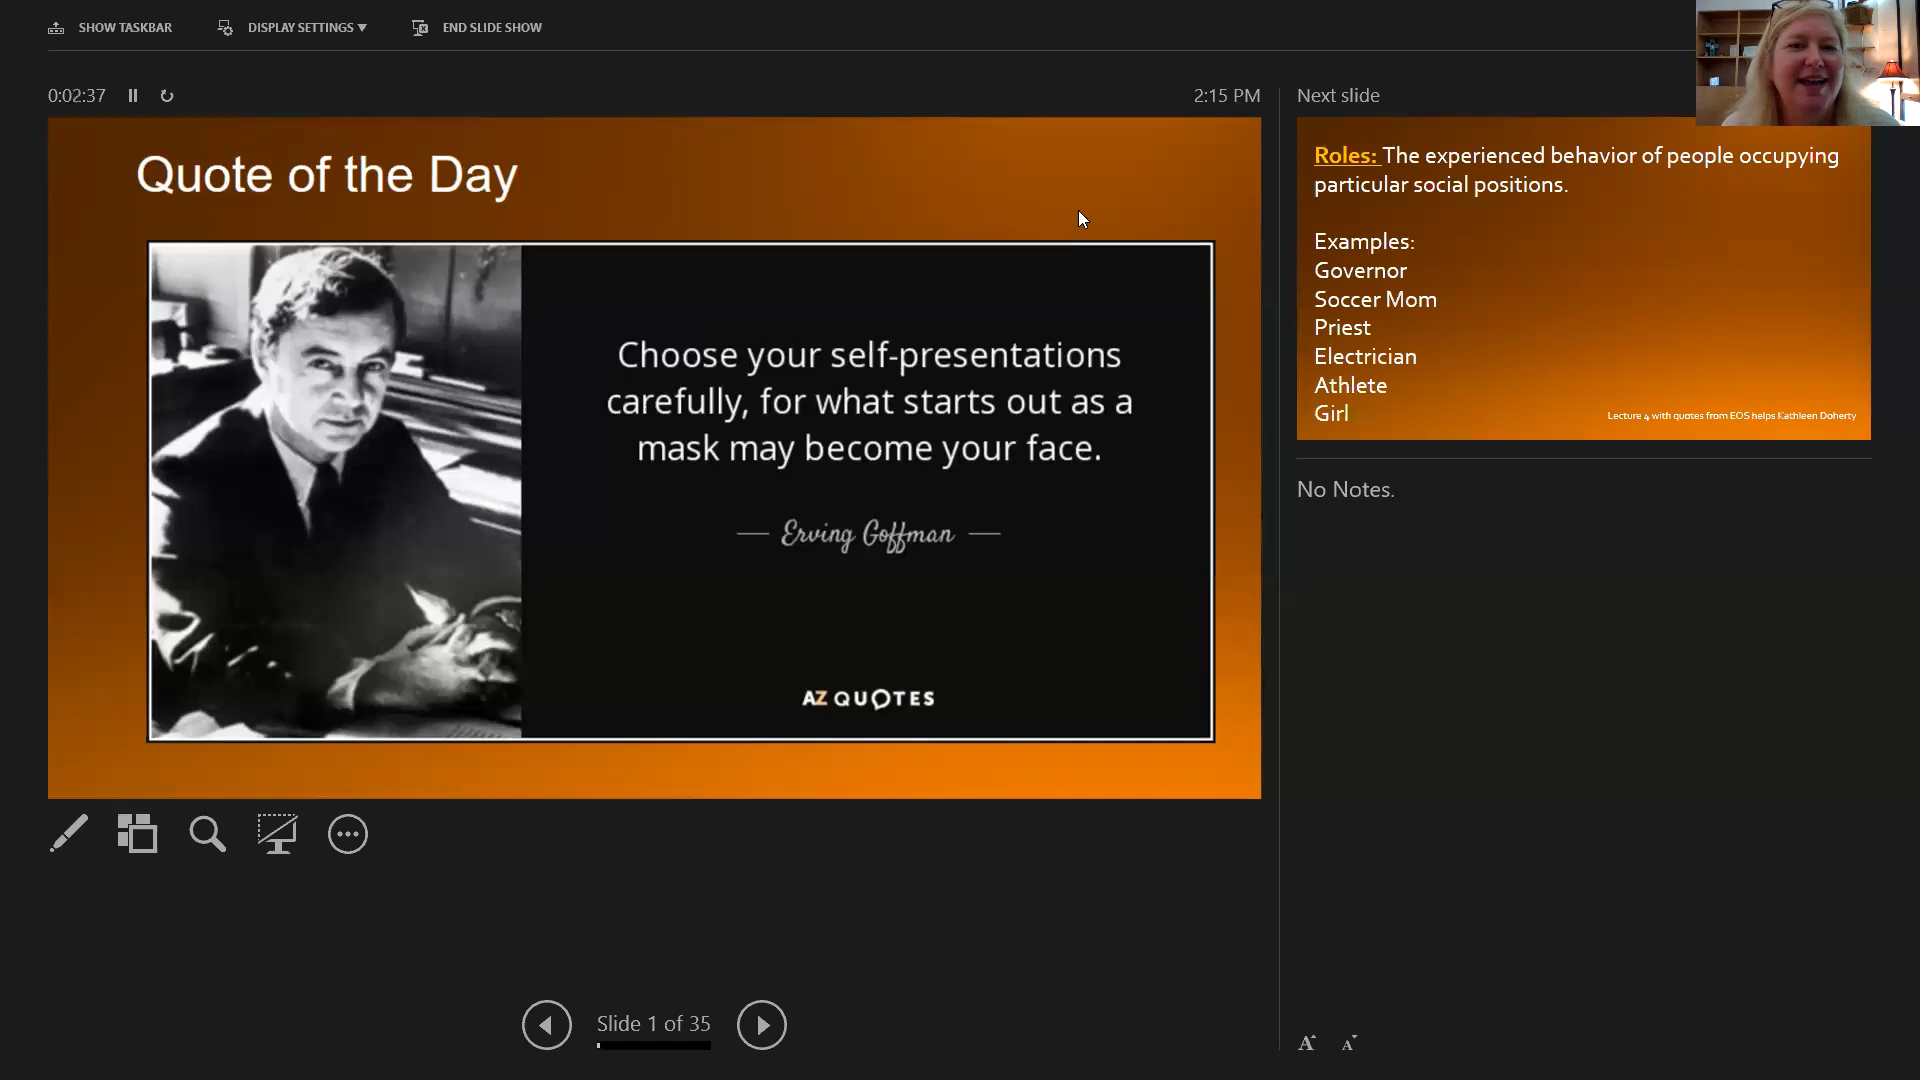 SHOW TASKBAR
DISPLAY SETTINGS
END SLIDE SHOW
0:02:37
2:15 PM
Next slide
Quote of the Day
Choose your self-presentations
carefully, for what starts out as a
mask may become your face.
Erving Goffman
AZ QUOTES
Roles: The experienced behavior of people occupying
particular social positions.
Examples:
Governor
Soccer Mom
Priest
Electrician
Athlete
Girl
Lecture 4 with quotes from EOS helps Kathleen Doherty
No Notes.
Slide 1 of 35
A A